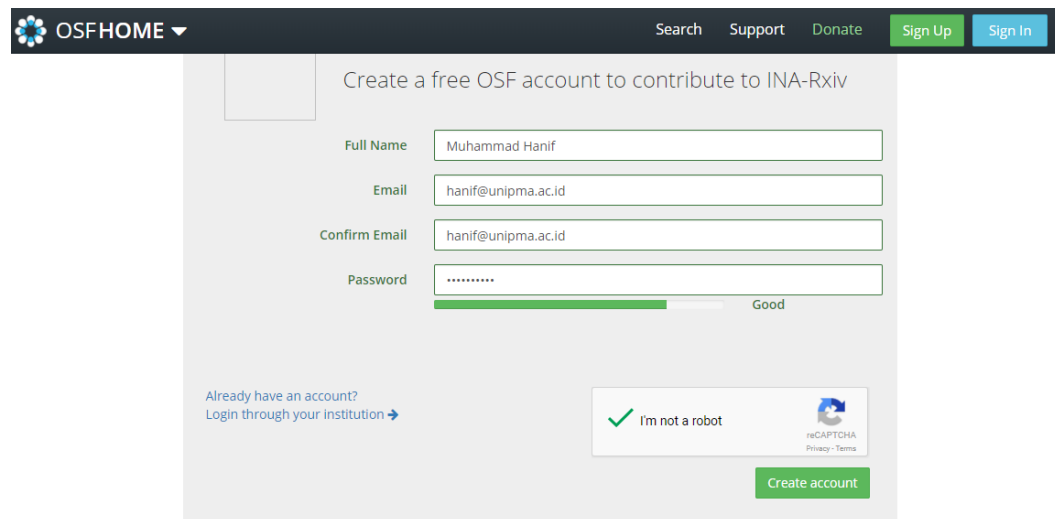 OSFHOME Search Support Donate Sign Up Sign In
Create a free OSF account to contribute to INA-Rxiv
Full Name Muhammad Hanif
Email hanif@unipma.ac.id
Confirm Email hanif@unipma.ac.id
Password ••••••••••
Good
Already have an account?
Login through your institution
I'm not a robot
reCAPTCHA
Privacy - Terms
Create account